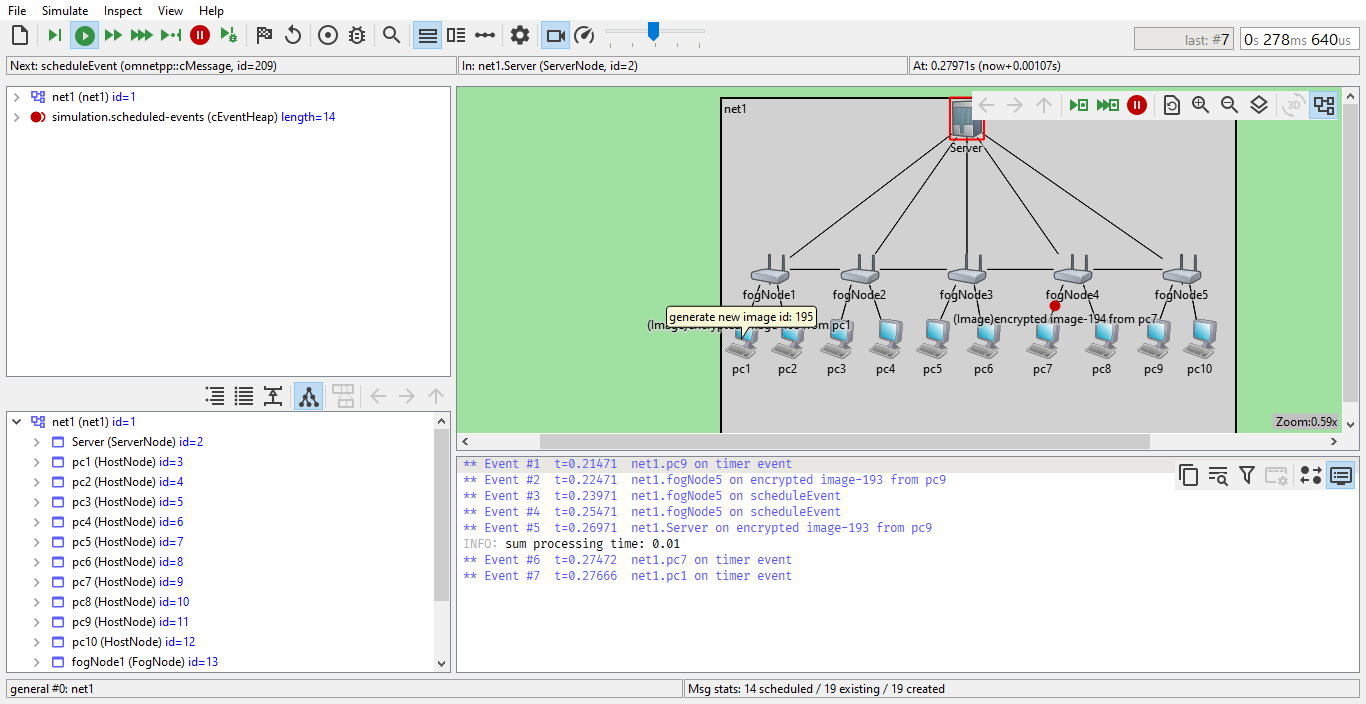 File Simulate Inspect View Help
last: #7 0s 278ms 640us
Next: scheduleEvent (omnetpp::cMessage, id=209) In: net1.Server (ServerNode, id=2) At: 0.27971s (now+0.00107s)
net1 (net1) id=1
simulation.scheduled-events (cEventHeap) length=14
net1 (net1) id=1
Server (ServerNode) id=2
pc1 (HostNode) id=3
pc2 (HostNode) id=4
pc3 (HostNode) id=5
pc4 (HostNode) id=6
pc5 (HostNode) id=7
pc6 (HostNode) id=8
pc7 (HostNode) id=9
pc8 (HostNode) id=10
pc9 (HostNode) id=11
pc10 (HostNode) id=12
fogNode1 (FogNode) id=13
net1
3D
Server
fogNode1 fogNode2 fogNode3 fogNode4 fogNode5
generate new image id: 195
(Image)encrypted from pc1
(Image)encrypted image-194 from pc7
pc1 pc2 pc3 pc4 pc5 pc6 pc7 pc8 pc9 pc10
Zoom:0.59x
** Event #1 t=0.21471 net1.pc9 on timer event
** Event #2 t=0.22471 net1.fogNode5 on encrypted image-193 from pc9
** Event #3 t=0.23971 net1.fogNode5 on scheduleEvent
** Event #4 t=0.25471 net1.fogNode5 on scheduleEvent
** Event #5 t=0.26971 net1.Server on encrypted image-193 from pc9
INFO: sum processing time: 0.01
** Event #6 t=0.27472 net1.pc7 on timer event
** Event #7 t=0.27666 net1.pc1 on timer event
general #0: net1 Msg stats: 14 scheduled / 19 existing / 19 created